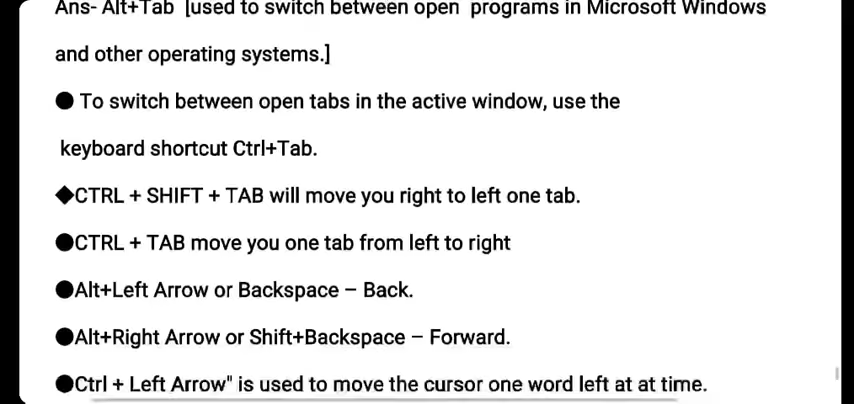 Ans- Alt+Tab [used to switch between open programs in Microsoft Windows
and other operating systems.]
● To switch between open tabs in the active window, use the
keyboard shortcut Ctrl+Tab.
◆CTRL + SHIFT + TAB will move you right to left one tab.
●CTRL + TAB move you one tab from left to right
●Alt+Left Arrow or Backspace – Back.
●Alt+Right Arrow or Shift+Backspace – Forward.
●Ctrl + Left Arrow" is used to move the cursor one word left at at time.